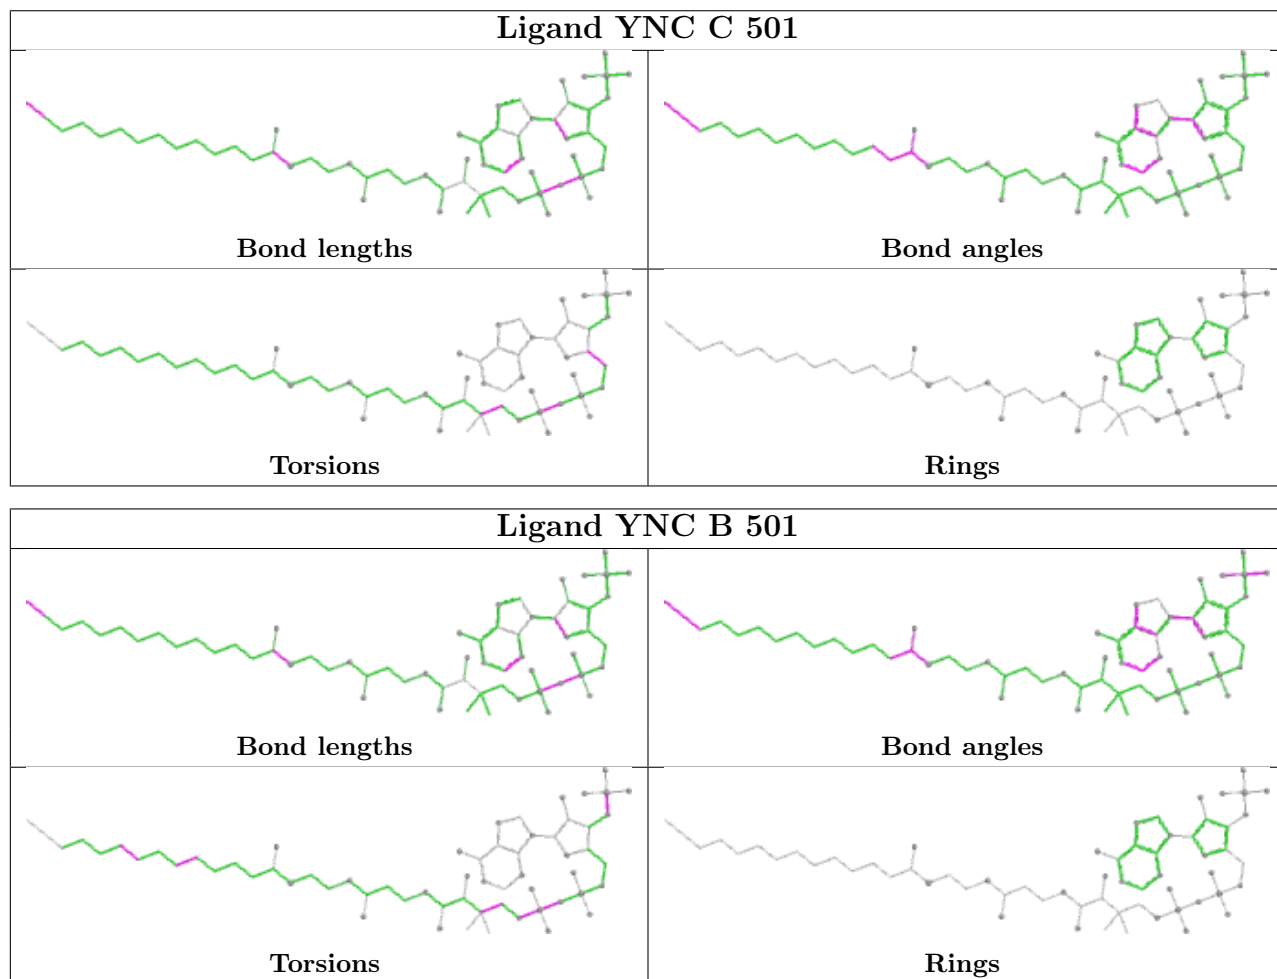 Ligand YNC C 501
Bond lengths Bond angles
Torsions Rings
Ligand YNC B 501
Bond lengths Bond angles
Torsions Rings